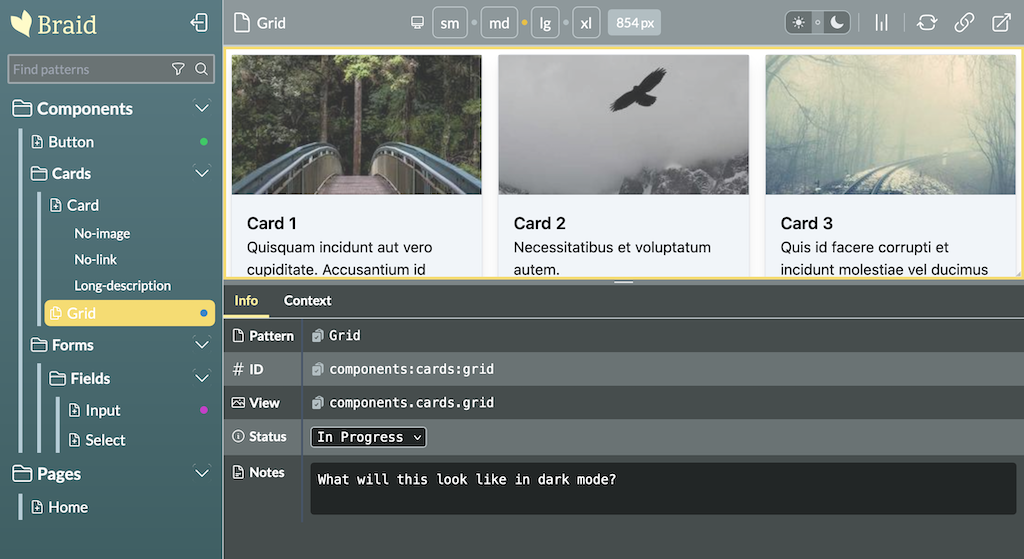 Braid
Find patterns
Components
Button
Cards
Card
No-image
No-link
Long-description
Grid
Forms
Fields
Input
Select
Pages
Home
Grid
sm md lg xl 854 px
Card 1
Quisquam incidunt aut vero
cupiditate. Accusantium id
Card 2
Necessitatibus et voluptatum
autem.
Card 3
Quis id facere corrupti et
incidunt molestiae vel ducimus
Info Context
Pattern Grid
ID components:cards:grid
View components.cards.grid
Status In Progress
Notes What will this look like in dark mode?